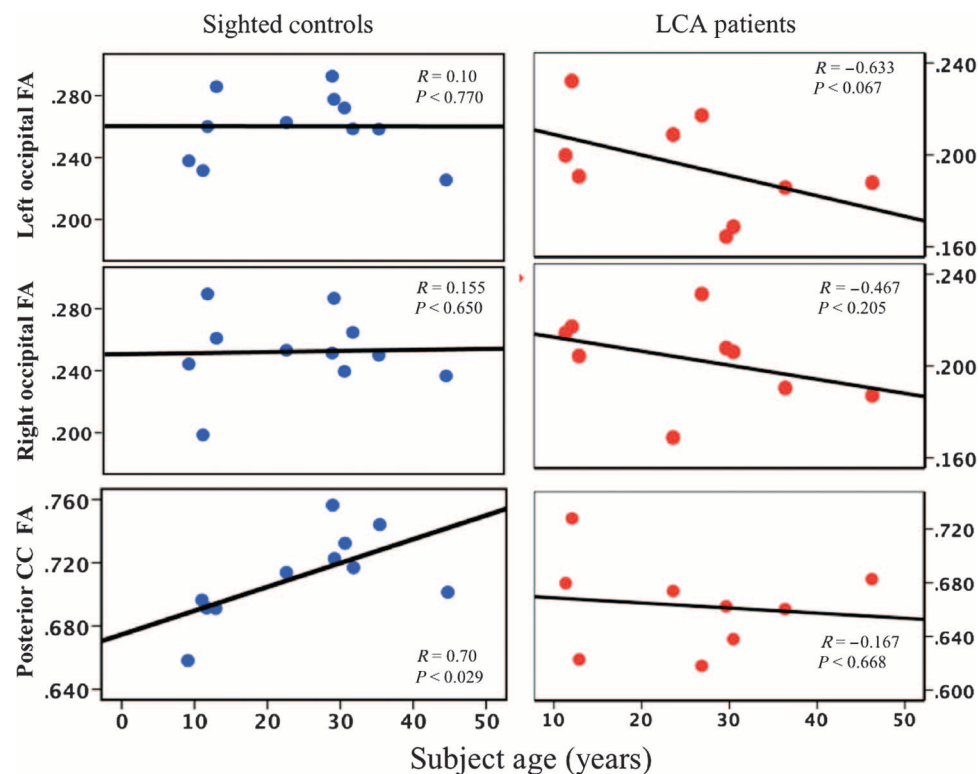 Sighted controls
LCA patients
Left occipital FA
.280
.240
.200
R = 0.10
P < 0.770
R = −0.633
P < 0.067
.240
.200
.160
Right occipital FA
.280
.240
.200
R = 0.155
P < 0.650
R = −0.467
P < 0.205
.240
.200
.160
Posterior CC FA
.760
.720
.680
.640
R = 0.70
P < 0.029
R = −0.167
P < 0.668
.720
.680
.640
.600
0 10 20 30 40 50
10 20 30 40 50
Subject age (years)